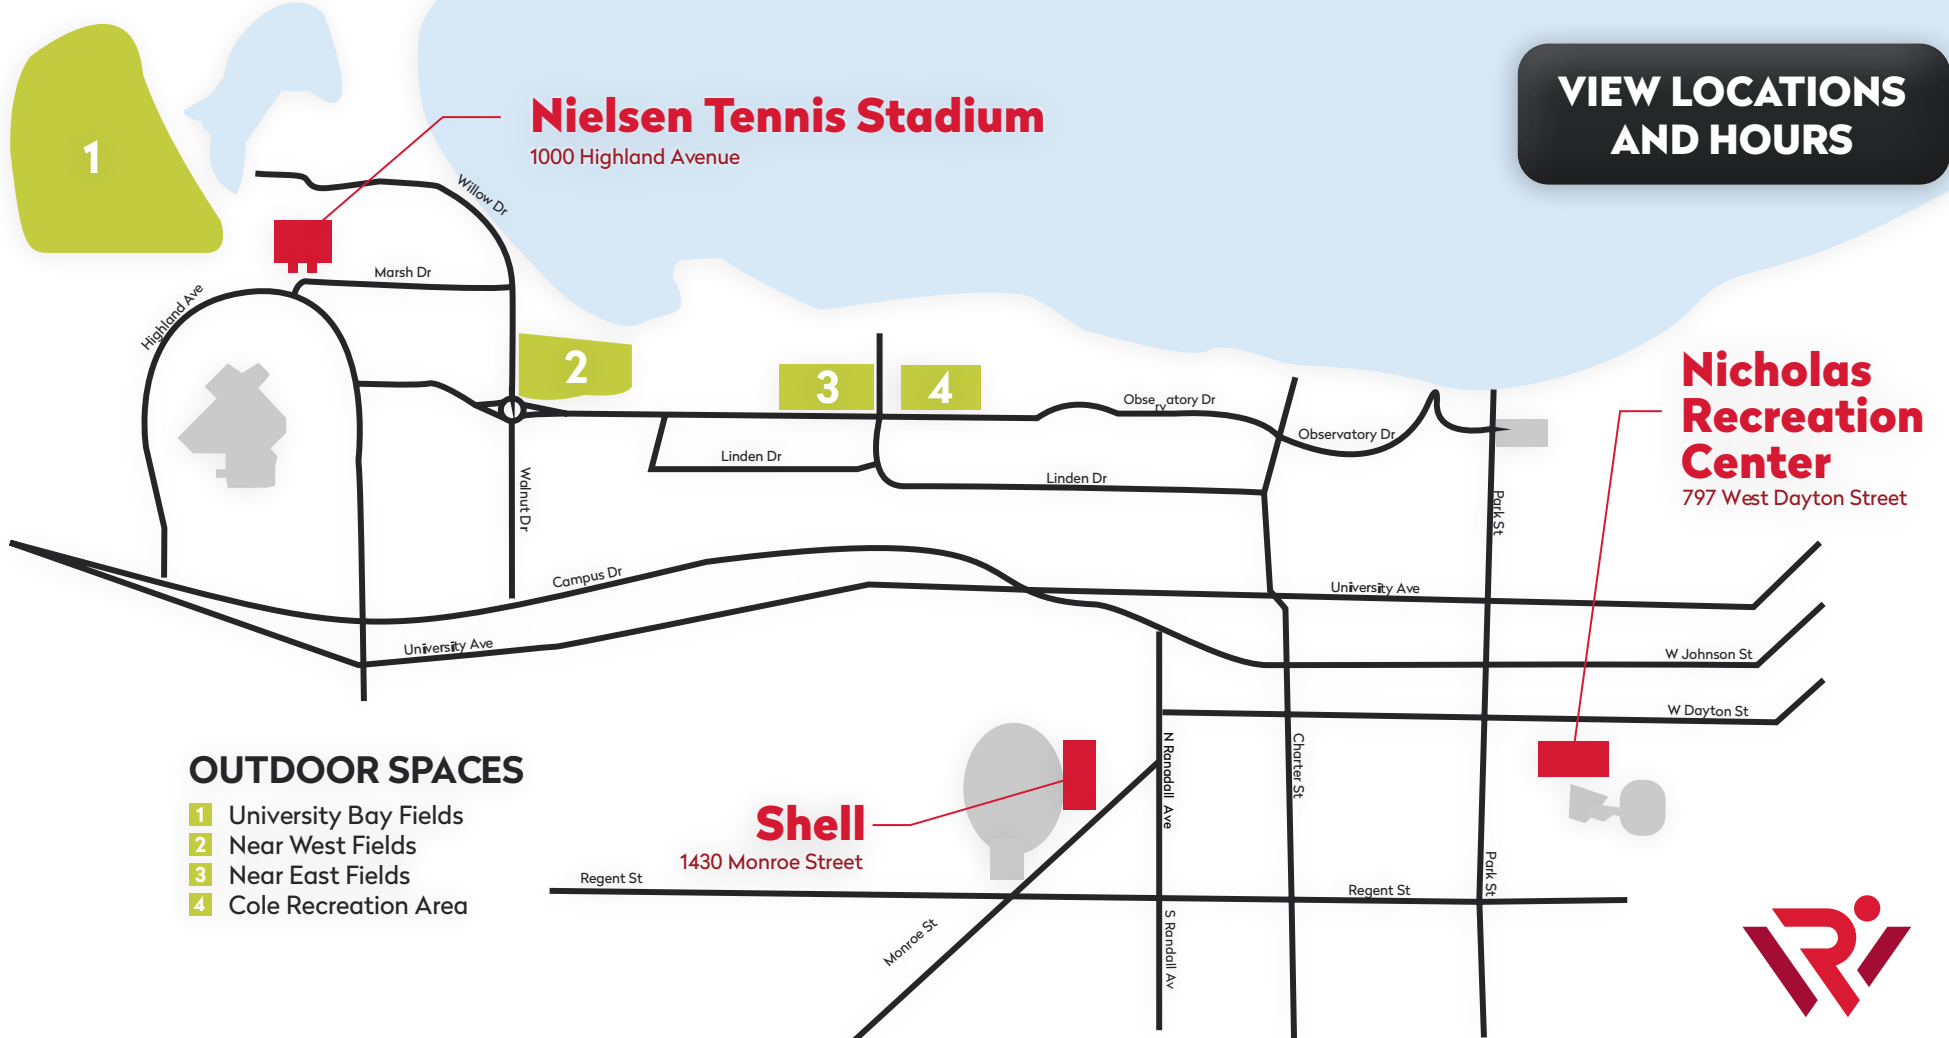 VIEW LOCATIONS
AND HOURS
Nielsen Tennis Stadium
1000 Highland Avenue
1
Willow Dr
Marsh Dr
Highland Ave
2
3
4
Observatory Dr
Observatory Dr
Linden Dr
Linden Dr
Walnut Dr
Park St
Nicholas
Recreation
Center
797 West Dayton Street
Campus Dr
University Ave
University Ave
W Johnson St
W Dayton St
N Ranadall Ave
Charter St
OUTDOOR SPACES
1 University Bay Fields
2 Near West Fields
3 Near East Fields
4 Cole Recreation Area
Shell
1430 Monroe Street
Regent St
Regent St
Park St
Monroe St
S Randall Av